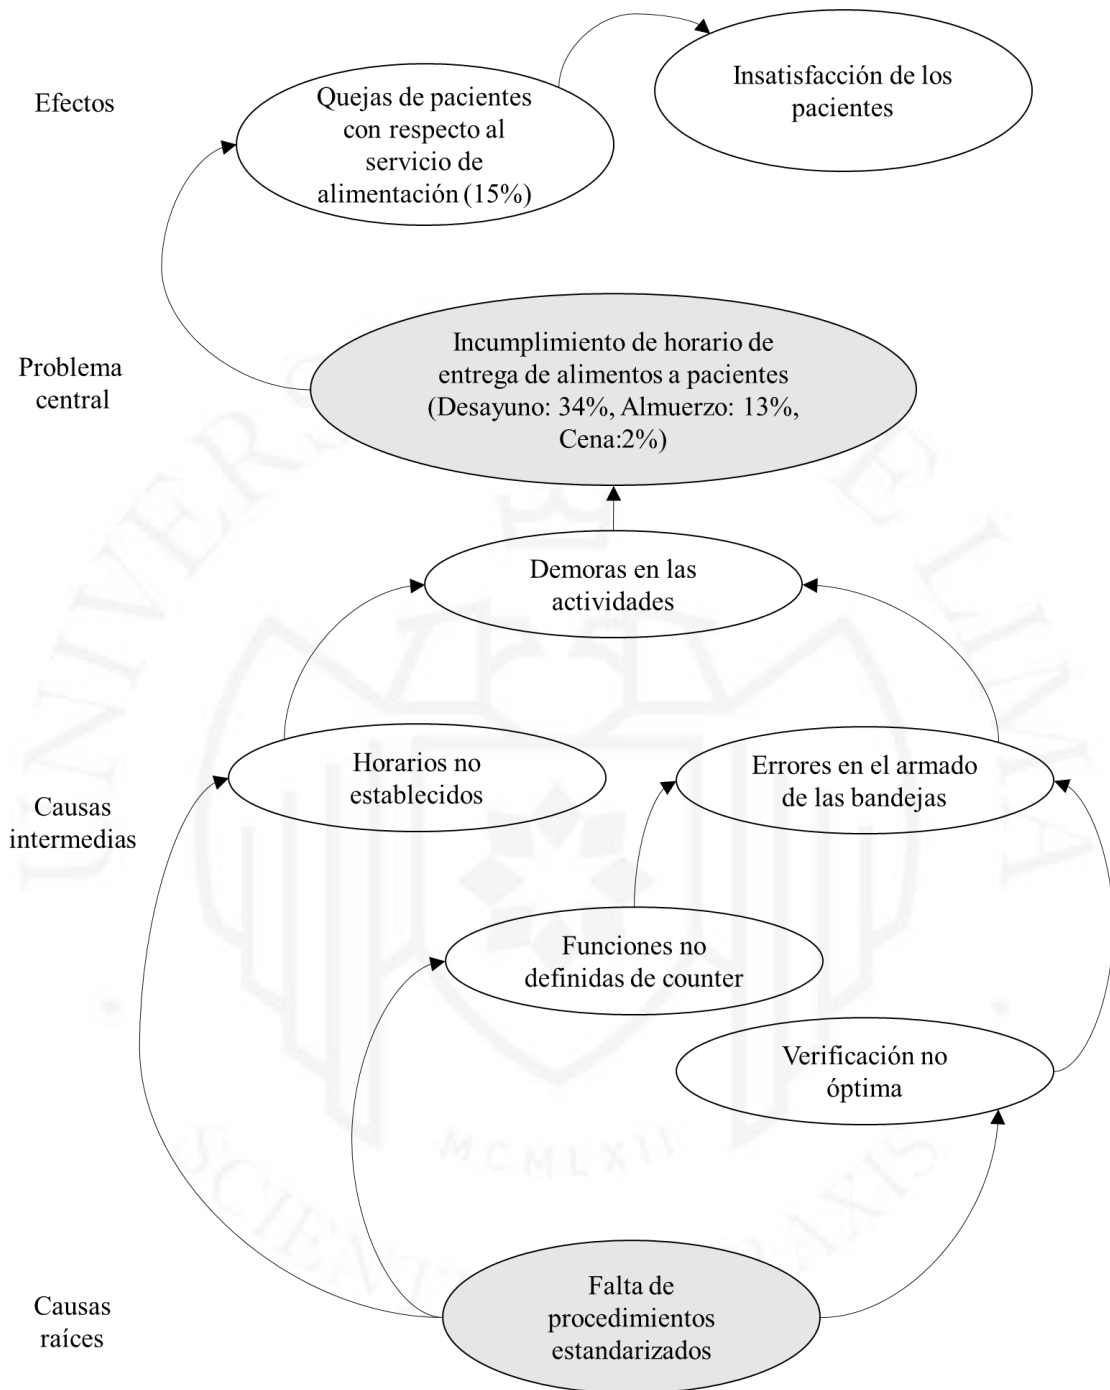 Efectos
Quejas de pacientes
con respecto al
servicio de
alimentación (15%)
Insatisfacción de los
pacientes
Problema
central
Incumplimiento de horario de
entrega de alimentos a pacientes
(Desayuno: 34%, Almuerzo: 13%,
Cena:2%)
Demoras en las
actividades
Causas
intermedias
Horarios no
establecidos
Errores en el armado
de las bandejas
Funciones no
definidas de counter
Verificación no
óptima
Causas
raíces
Falta de
procedimientos
estandarizados
MCMLXII